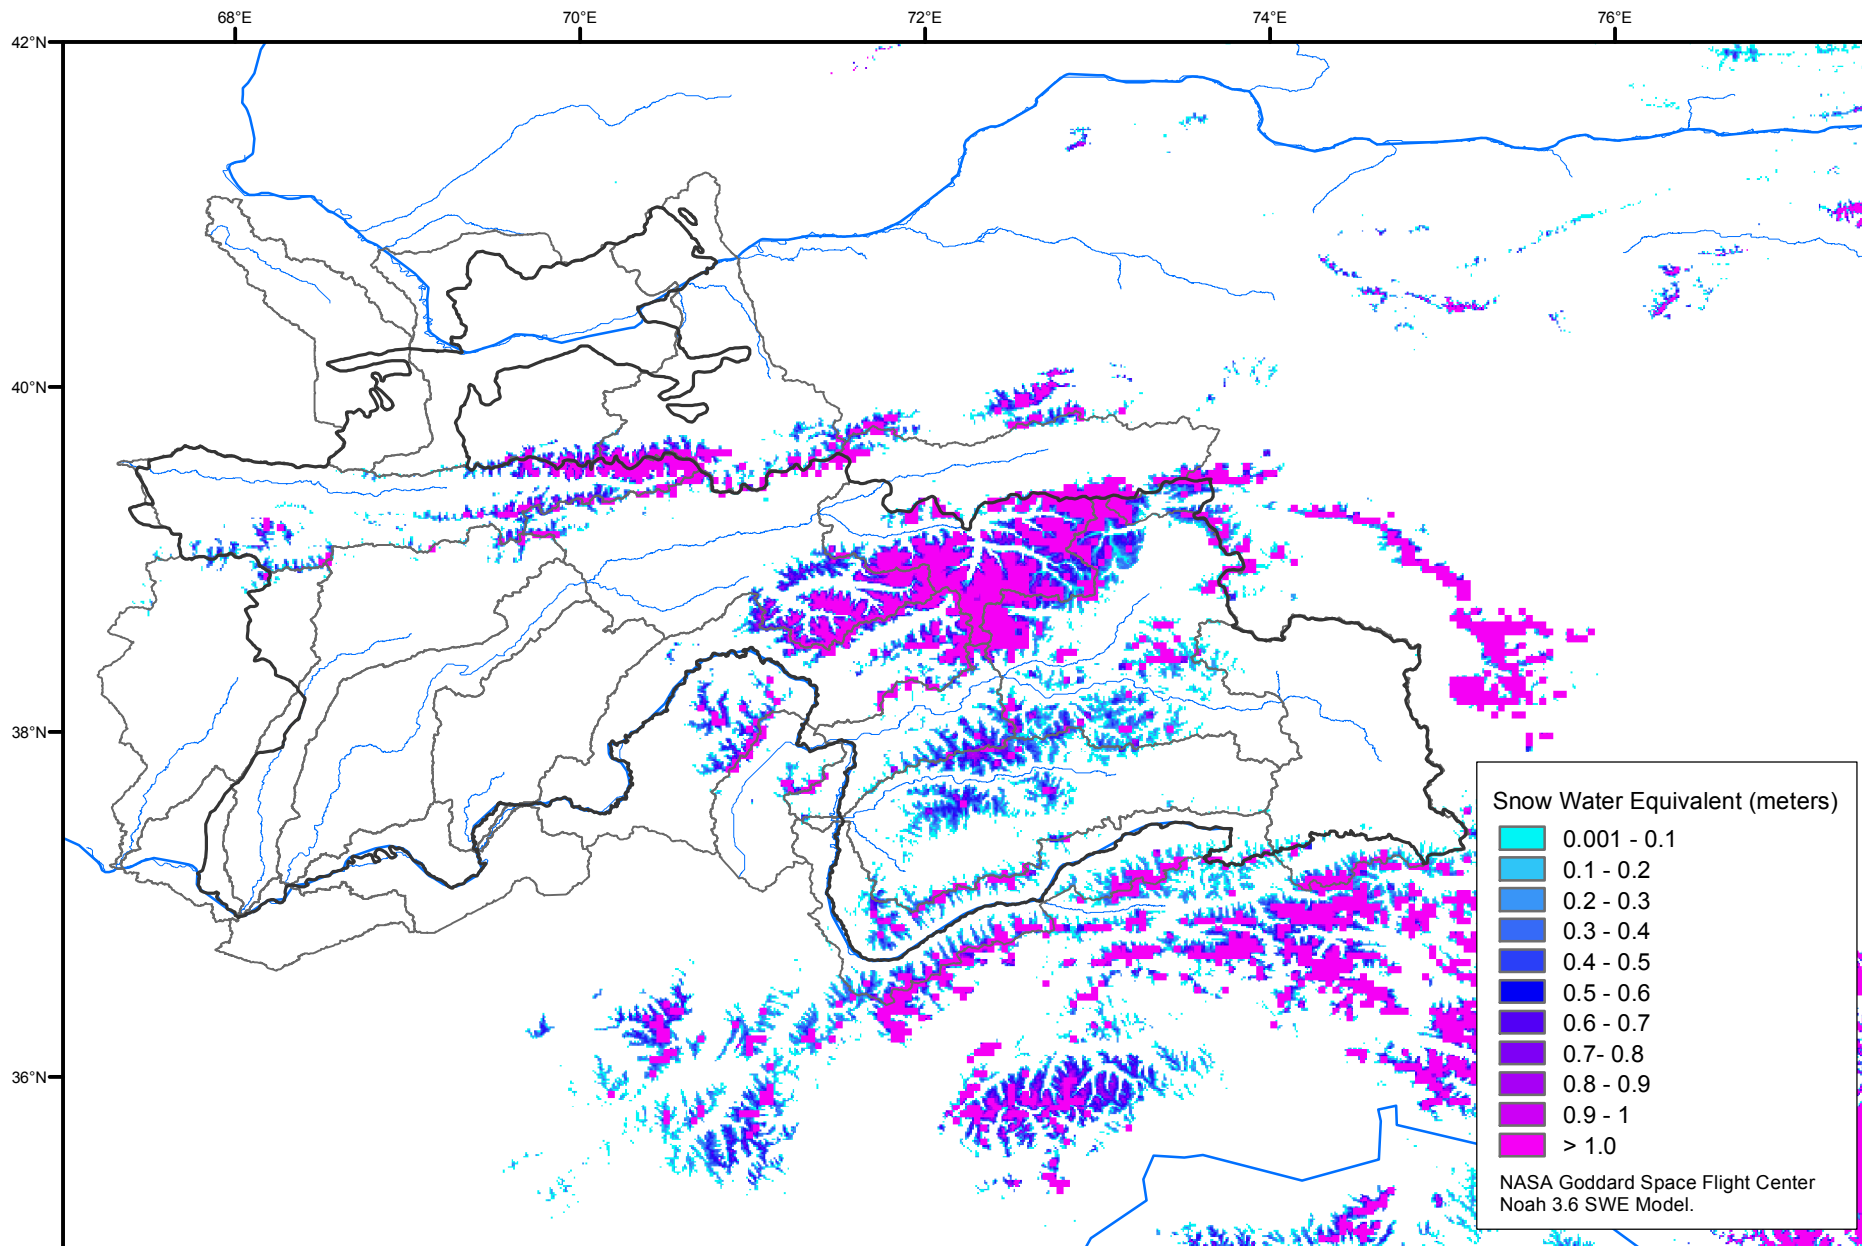 68°E
70°E
72°E
74°E
76°E
42°N
40°N
38°N
36°N
Snow Water Equivalent (meters)
0.001 - 0.1
0.1 - 0.2
0.2 - 0.3
0.3 - 0.4
0.4 - 0.5
0.5 - 0.6
0.6 - 0.7
0.7- 0.8
0.8 - 0.9
0.9 - 1
> 1.0
NASA Goddard Space Flight Center
Noah 3.6 SWE Model.